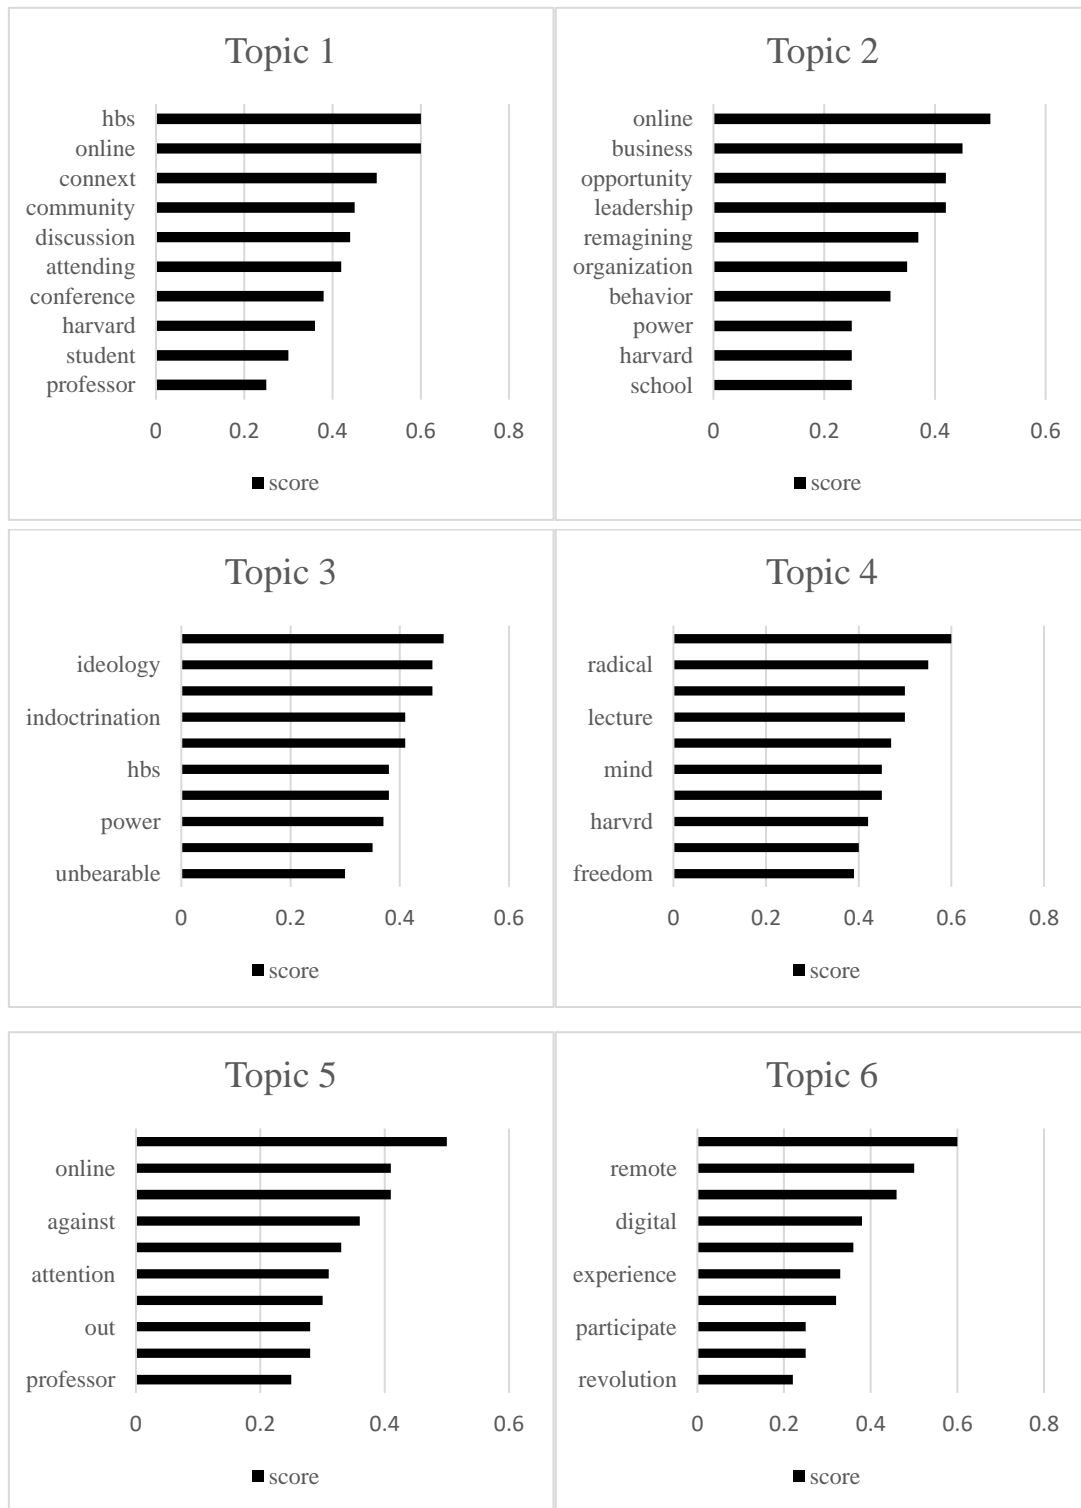 Topic 1
hbs
online
connext
community
discussion
attending
conference
harvard
student
professor
0 0.2 0.4 0.6 0.8
score
Topic 2
online
business
opportunity
leadership
remagining
organization
behavior
power
harvard
school
0 0.2 0.4 0.6
score
Topic 3
ideology
indoctrination
hbs
power
unbearable
0 0.2 0.4 0.6
score
Topic 4
radical
lecture
mind
harvrd
freedom
0 0.2 0.4 0.6 0.8
score
Topic 5
online
against
attention
out
professor
0 0.2 0.4 0.6
score
Topic 6
remote
digital
experience
participate
revolution
0 0.2 0.4 0.6 0.8
score